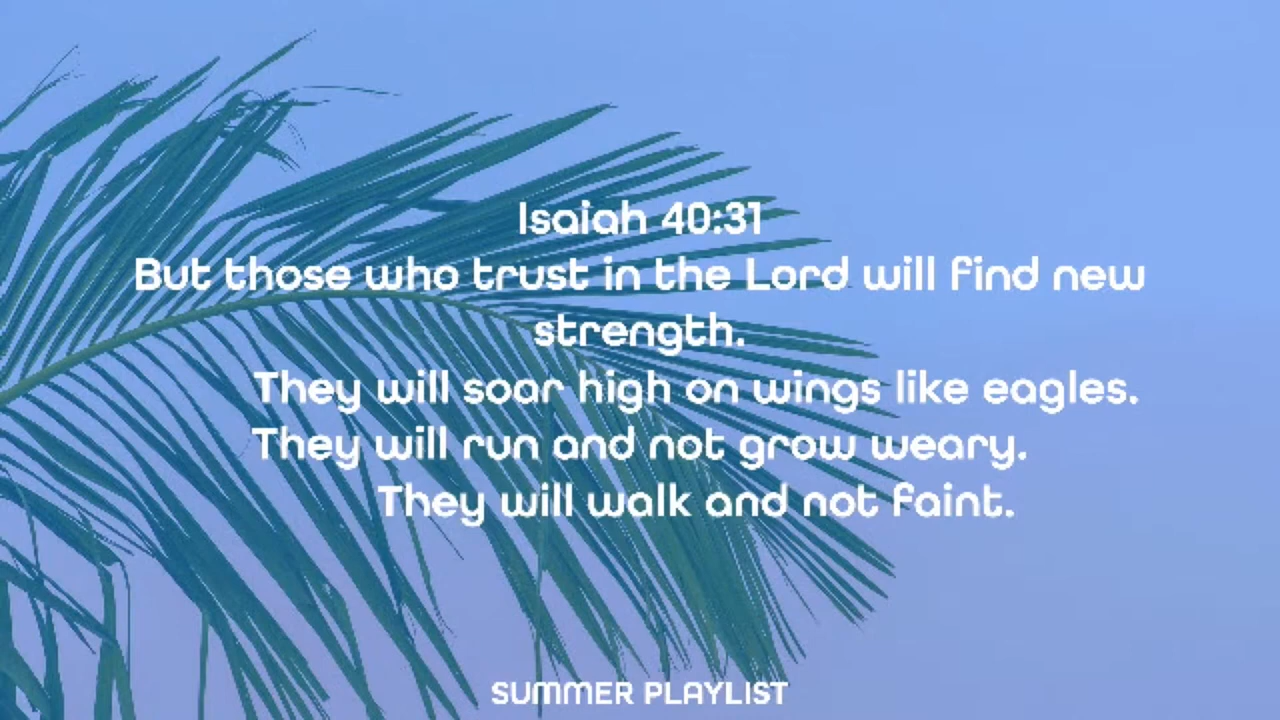 Isaiah 40:31
But those who trust in the Lord will find new
strength.
They will soar high on wings like eagles.
They will run and not grow weary.
They will walk and not faint.
SUMMER PLAYLIST